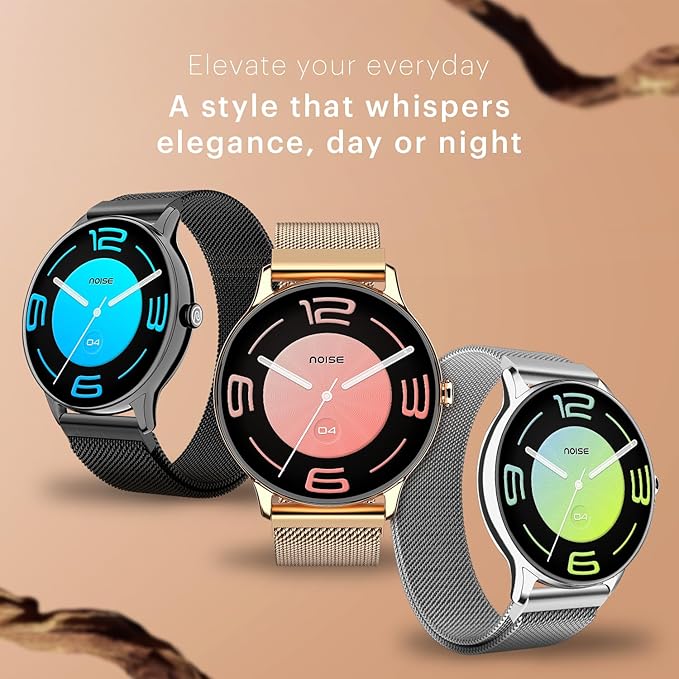 Elevate your everyday
A style that whispers
elegance, day or night
12
NOISE
04
3
6
9
12
NOISE
04
3
6
9
12
NOISE
04
3
6
9